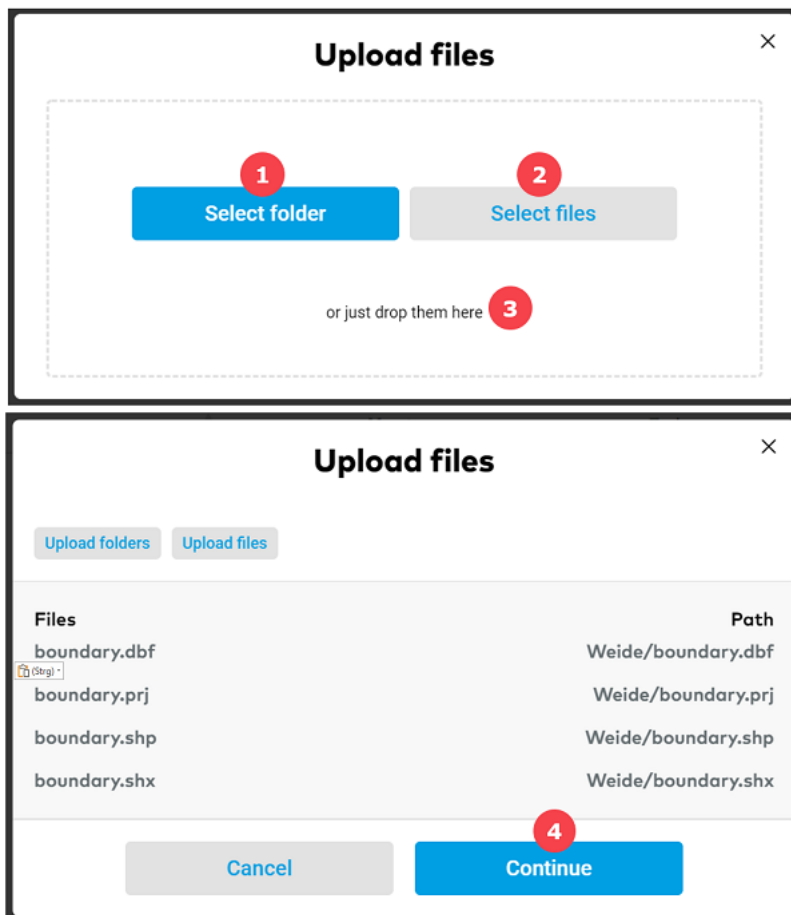 Upload files
1
2
Select folder
Select files
or just drop them here 3
Upload files
Upload folders Upload files
Files Path
boundary.dbf Weide/boundary.dbf
(Strg)
boundary.prj Weide/boundary.prj
boundary.shp Weide/boundary.shp
boundary.shx Weide/boundary.shx
4
Cancel Continue